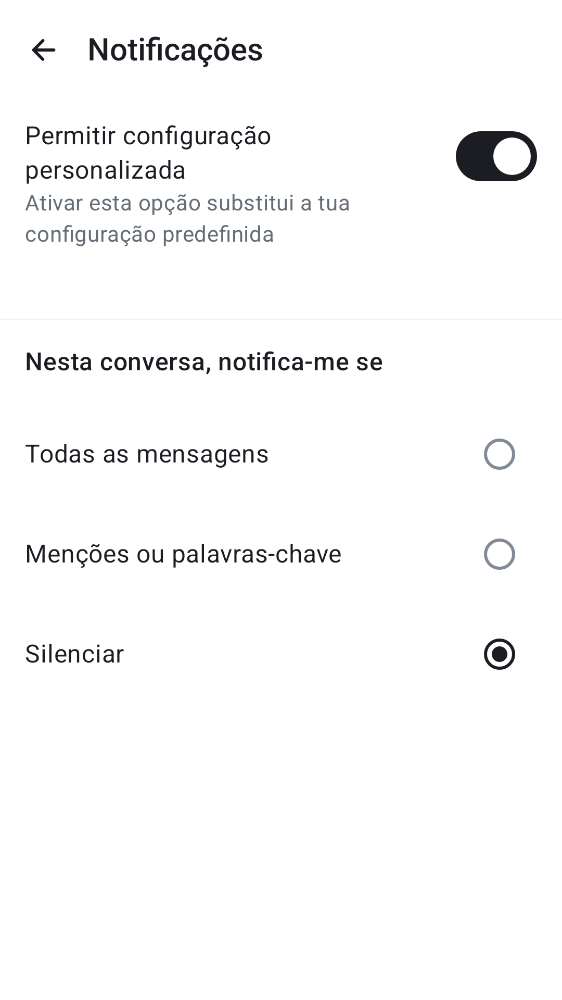 Notificações
Permitir configuração
personalizada
Ativar esta opção substitui a tua
configuração predefinida
Nesta conversa, notifica-me se
Todas as mensagens
Menções ou palavras-chave
Silenciar